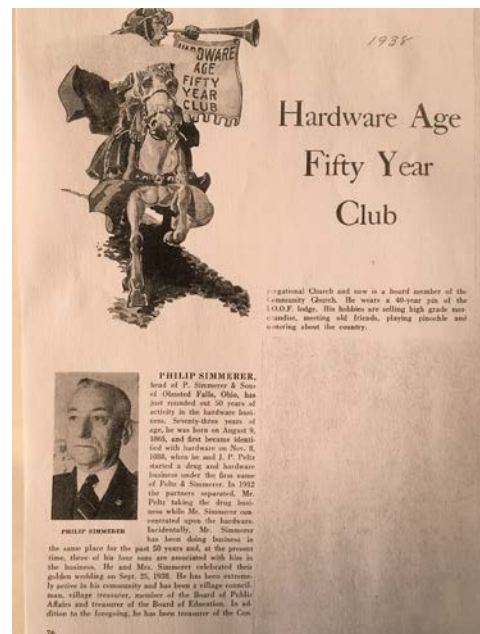 1938
HARDWARE
AGE
FIFTY
YEAR
CLUB
Hardware Age
Fifty Year
Club
PHILIP SIMMERER,
head of P. Simmerer & Sons
of Olmsted Falls, Ohio, has
just rounded out 50 years of
activity in the hardware busi-
ness. Seventy-three years of
age, he was born on August 9,
1865, and first became identi-
fied with hardware on Nov. 8,
1888, when he and J. P. Peltz
started a drug and hardware
business under the firm name
of Peltz & Simmerer. In 1912
the partners separated, Mr.
Peltz taking the drug busi-
ness while Mr. Simmerer con-
centrated upon the hardware.
Incidentally, Mr. Simmerer
has been doing business in
the same place for the past 50 years and, at the present
time, three of his four sons are associated with him in
the business. He and Mrs. Simmerer celebrated their
golden wedding on Sept. 25, 1938. He has been extreme-
ly active in his community and has been a village council-
man, village treasurer, member of the Board of Public
Affairs and treasurer of the Board of Education. In ad-
dition to the foregoing, he has been treasurer of the Con-
PHILIP SIMMERER
gregational Church and now is a board member of the
Community Church. He wears a 40-year pin of the
I.O.O.F. lodge. His hobbies are selling high grade mer-
chandise, meeting old friends, playing pinochle and
motoring about the country.
76